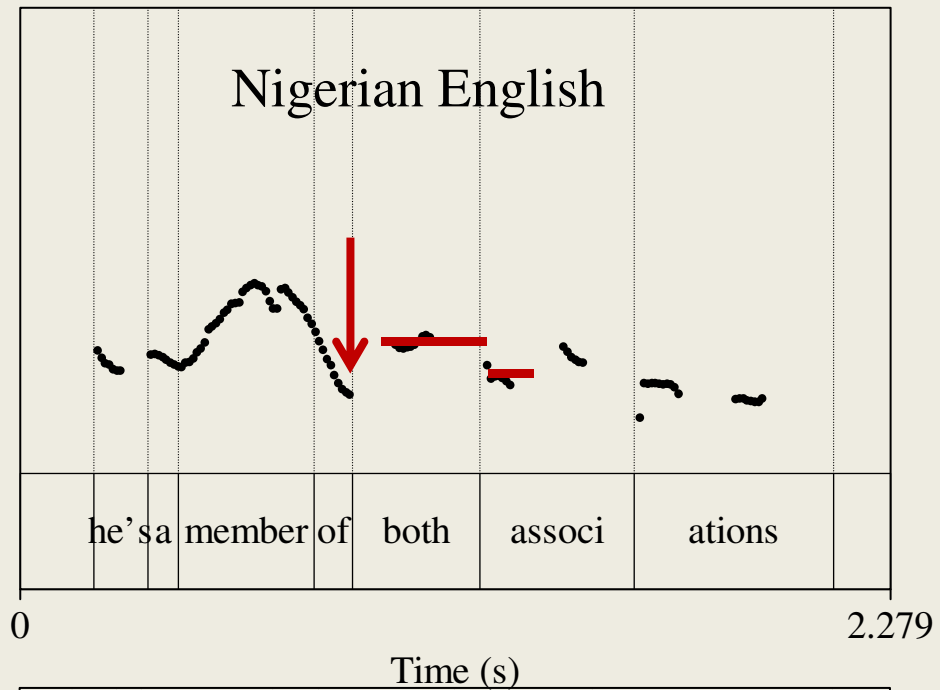 Nigerian English
he’s a member of both associ ations
0 2.279
Time (s)